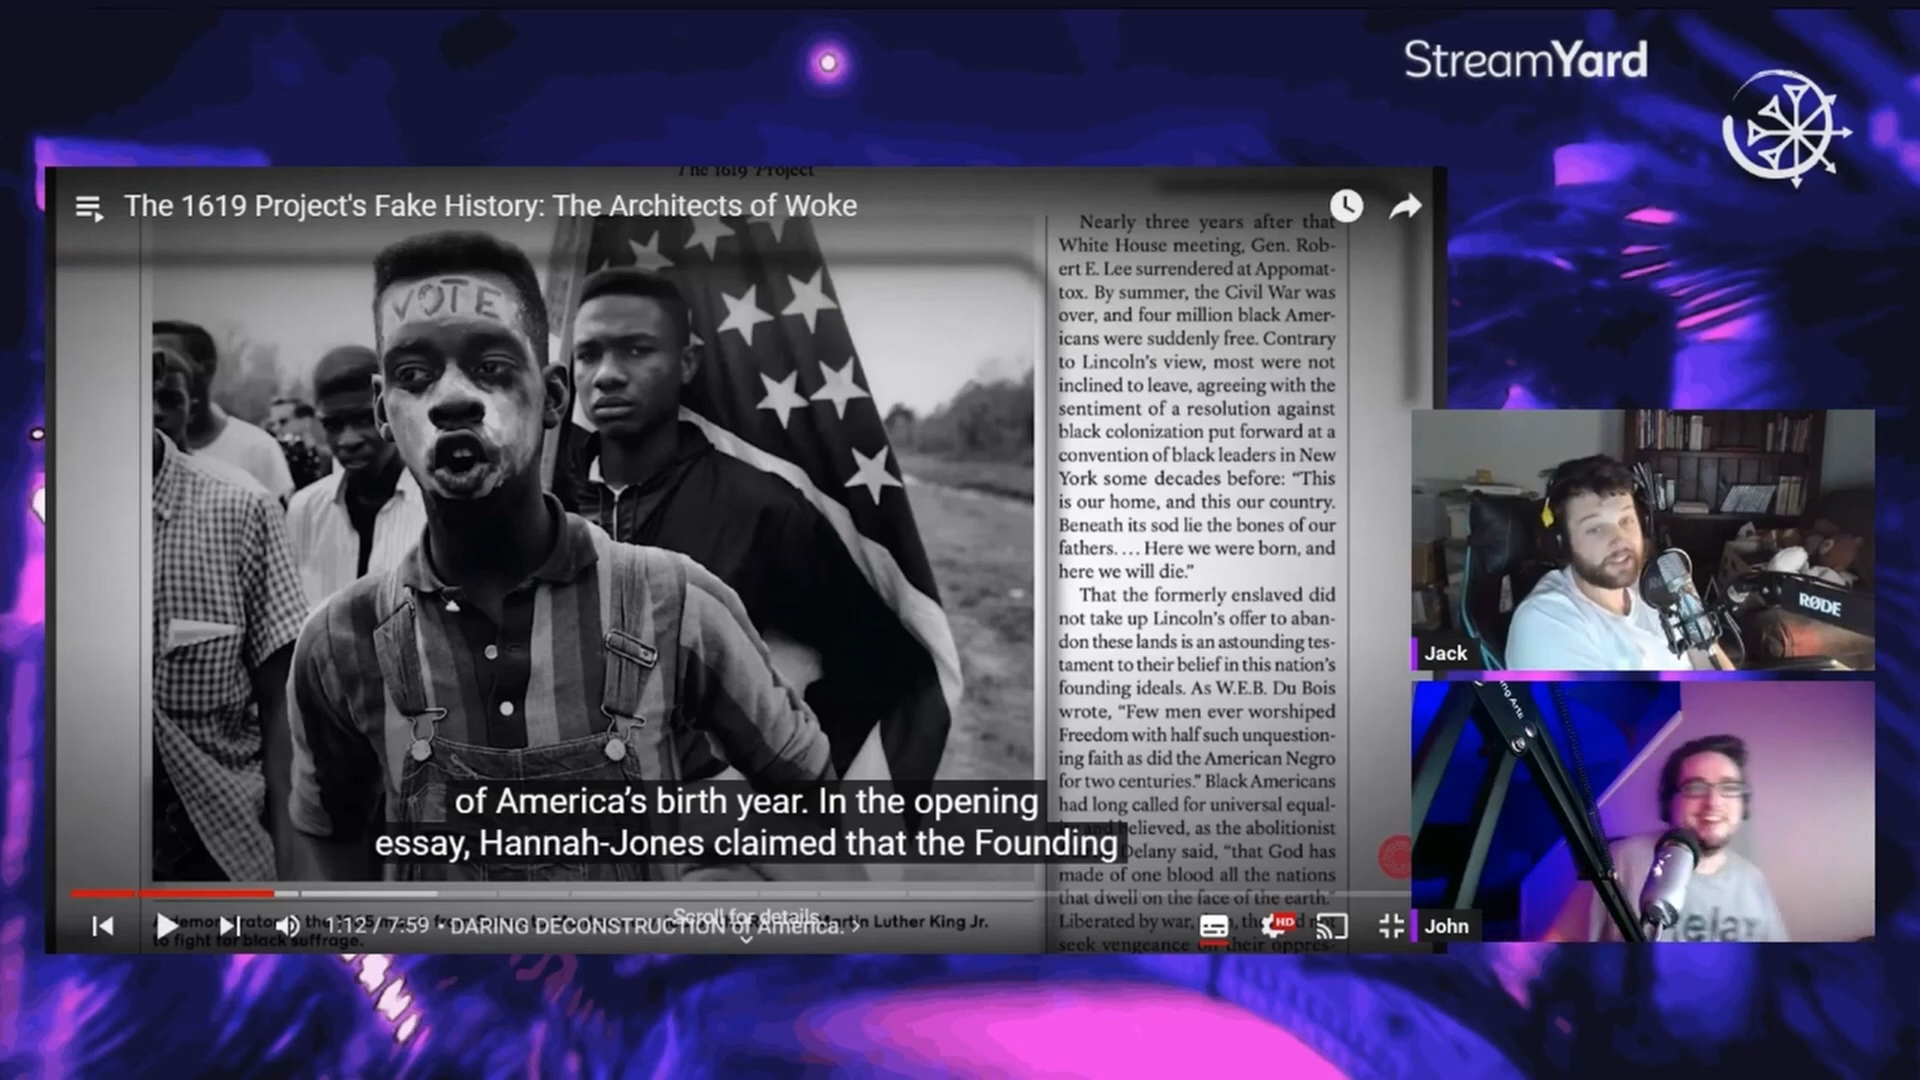 StreamYard
The 1619 Project
The 1619 Project's Fake History: The Architects of Woke
VOTE
Nearly three years after that
White House meeting, Gen. Rob-
ert E. Lee surrendered at Appomat-
tox. By summer, the Civil War was
over, and four million black Amer-
icans were suddenly free. Contrary
to Lincoln's view, most were not
inclined to leave, agreeing with the
sentiment of a resolution against
black colonization put forward at a
convention of black leaders in New
York some decades before: “This
is our home, and this our country.
Beneath its sod lie the bones of our
fathers. … Here we were born, and
here we will die.”
That the formerly enslaved did
not take up Lincoln's offer to aban-
don these lands is an astounding tes-
tament to their belief in this nation's
founding ideals. As W.E.B. Du Bois
wrote, “Few men ever worshiped
Freedom with half such unquestion-
ing faith as did the American Negro
for two centuries.” Black Americans
had long called for universal equal-
believed, as the abolitionist
Delany said, “that God has
made of one blood all the nations
that dwell on the face of the earth.”
Liberated by war,
seek vengeance on their oppres-
of America's birth year. In the opening
essay, Hannah-Jones claimed that the Founding
1:12 / 7:59 • DARING DECONSTRUCTION of America. >
Scroll for details
HD
Martin Luther King Jr.
to fight for black suffrage.
RØDE
Jack
ng Arts
elax
John